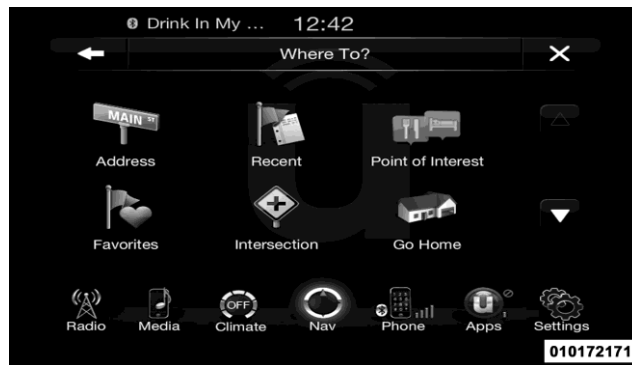 Drink In My ... 12:42
Where To?
MAIN ST
Address Recent Point of Interest
Favorites Intersection Go Home
OFF
Radio Media Climate Nav Phone Apps Settings
010172171